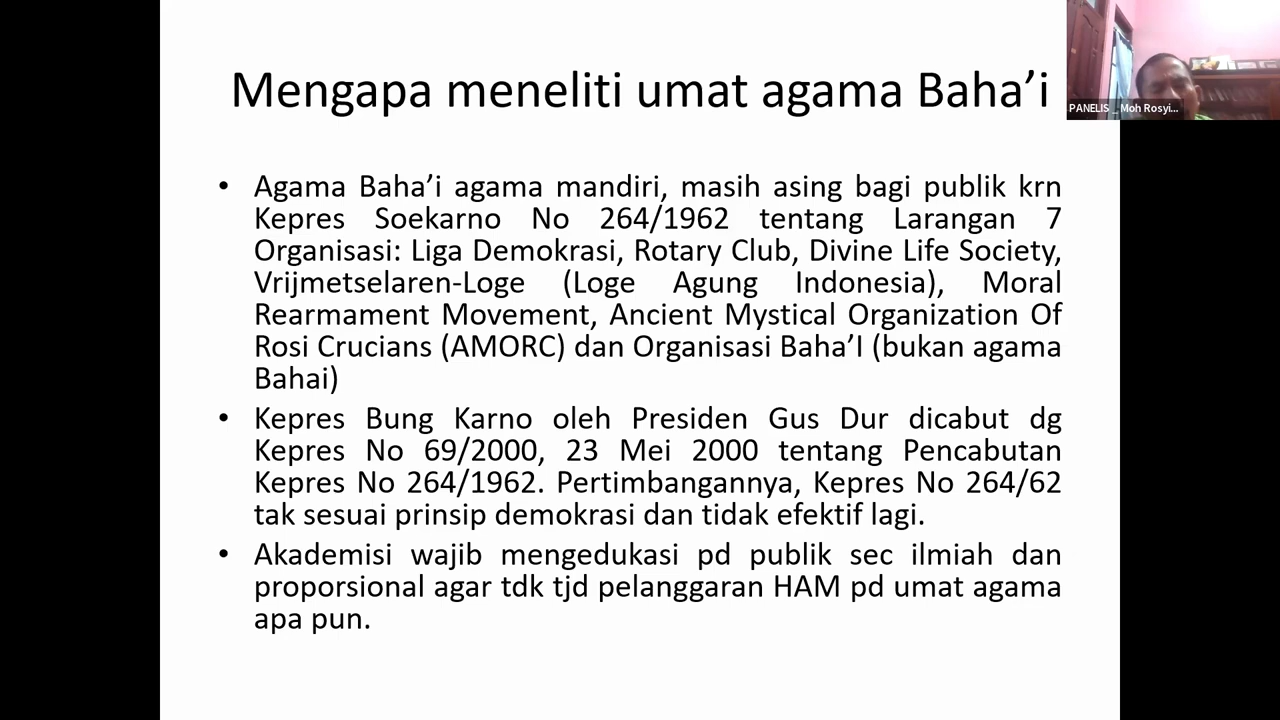 Mengapa meneliti umat agama Baha’i
PANELIS _ Moh Rosyi...
• Agama Baha’i agama mandiri, masih asing bagi publik krn
Kepres Soekarno No 264/1962 tentang Larangan 7
Organisasi: Liga Demokrasi, Rotary Club, Divine Life Society,
Vrijmetselaren-Loge (Loge Agung Indonesia), Moral
Rearmament Movement, Ancient Mystical Organization Of
Rosi Crucians (AMORC) dan Organisasi Baha’I (bukan agama
Bahai)
• Kepres Bung Karno oleh Presiden Gus Dur dicabut dg
Kepres No 69/2000, 23 Mei 2000 tentang Pencabutan
Kepres No 264/1962. Pertimbangannya, Kepres No 264/62
tak sesuai prinsip demokrasi dan tidak efektif lagi.
• Akademisi wajib mengedukasi pd publik sec ilmiah dan
proporsional agar tdk tjd pelanggaran HAM pd umat agama
apa pun.